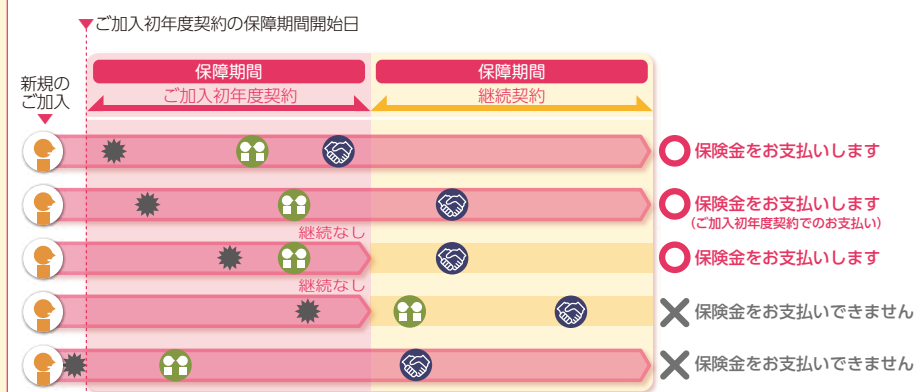 ▼ご加入初年度契約の保障期間開始日
新規の
ご加入
保障期間
保障期間
ご加入初年度契約
継続契約
保険金をお支払いします
保険金をお支払いします
(ご加入初年度契約でのお支払い)
継続なし
保険金をお支払いします
継続なし
保険金をお支払いできません
保険金をお支払いできません